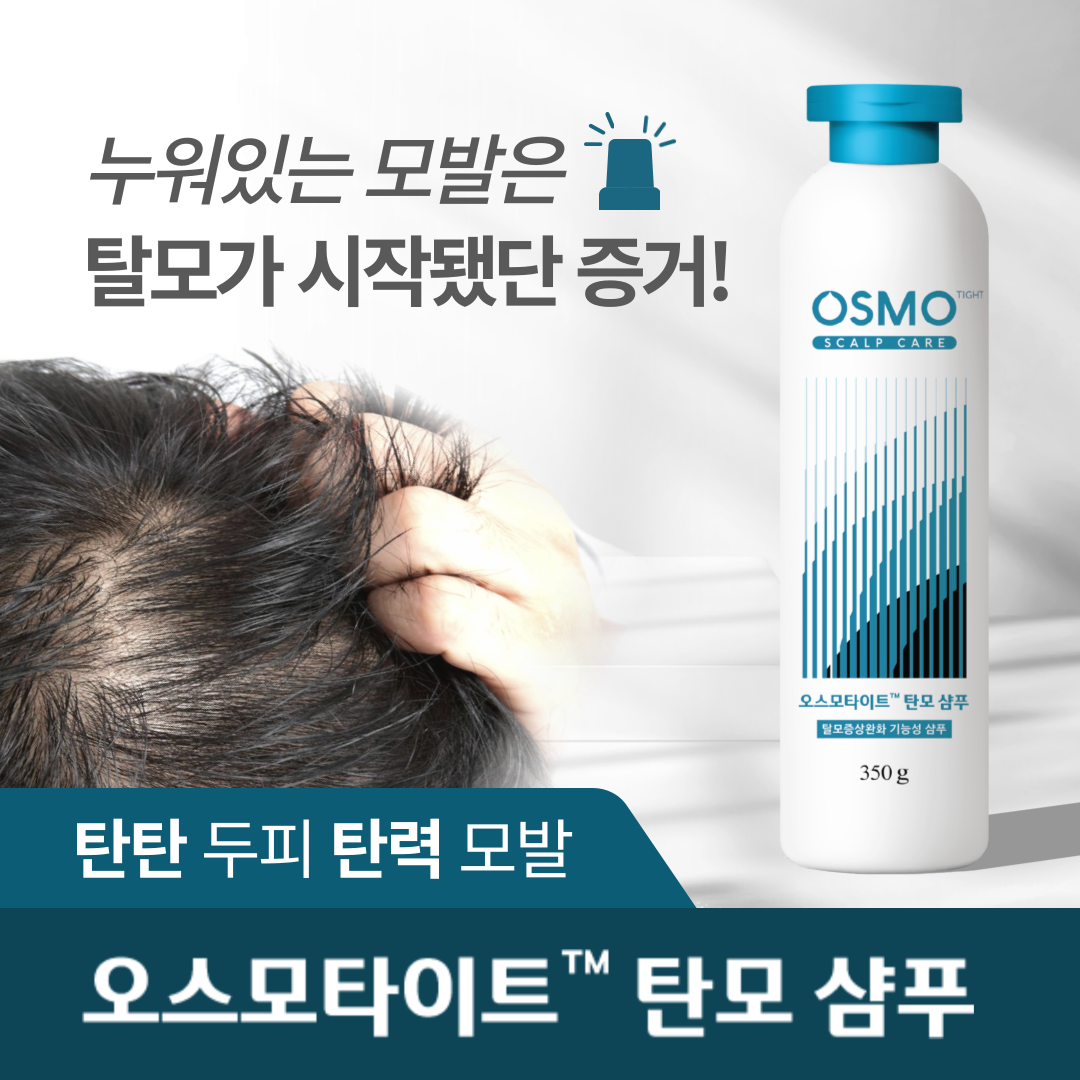 누워있는 모발은
탈모가 시작됐단 증거!
OSMO TIGHT
SCALP CARE
오스모타이트™ 탄모 샴푸
탈모증상완화 기능성 샴푸
350 g
탄탄 두피 탄력 모발
오스모타이트™ 탄모 샴푸